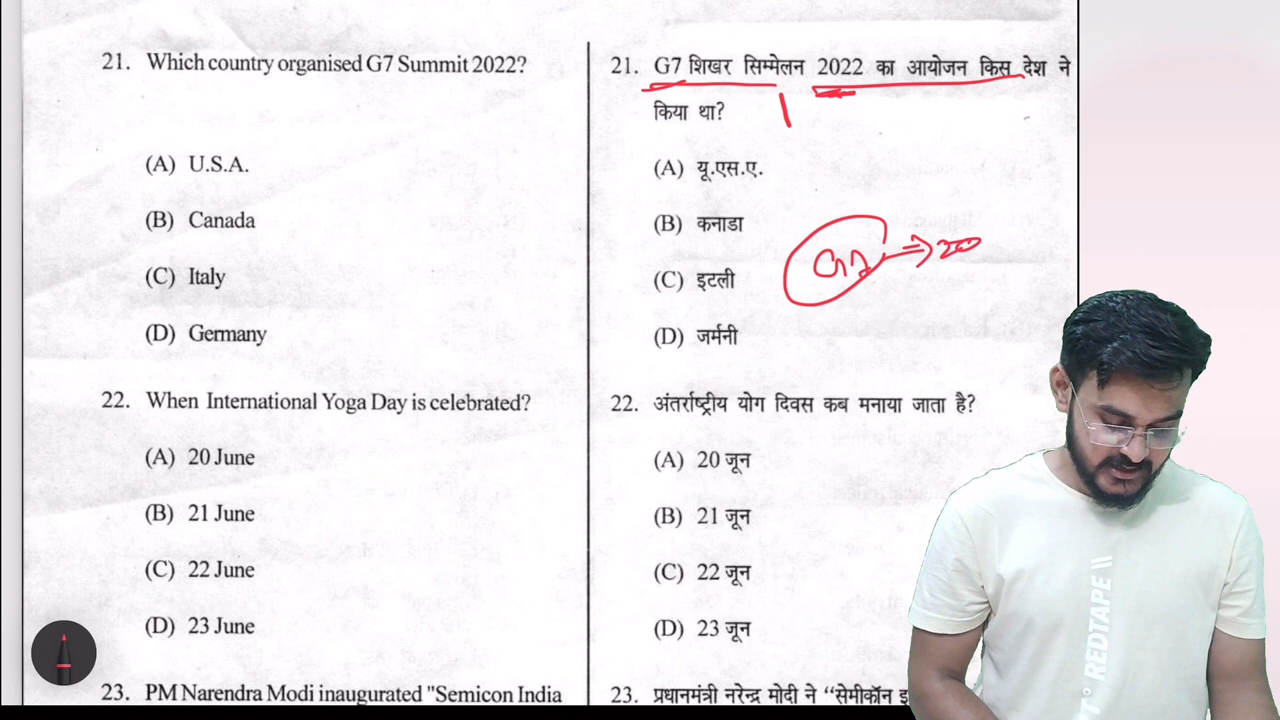 21. Which country organised G7 Summit 2022?
(A) U.S.A.
(B) Canada
(C) Italy
(D) Germany
22. When International Yoga Day is celebrated?
(A) 20 June
(B) 21 June
(C) 22 June
(D) 23 June
23. PM Narendra Modi inaugurated "Semicon India
21. G7 शिखर सिम्मेलन 2022 का आयोजन किस देश ने
किया था?
(A) यू.एस.ए.
(B) कनाडा
(C) इटली
(D) जर्मनी
G7 ⇒ 20
22. अंतर्राष्ट्रीय योग दिवस कब मनाया जाता है?
(A) 20 जून
(B) 21 जून
(C) 22 जून
(D) 23 जून
23. प्रधानमंत्री नरेन्द्र मोदी ने “सेमीकॉन
REDTAPE